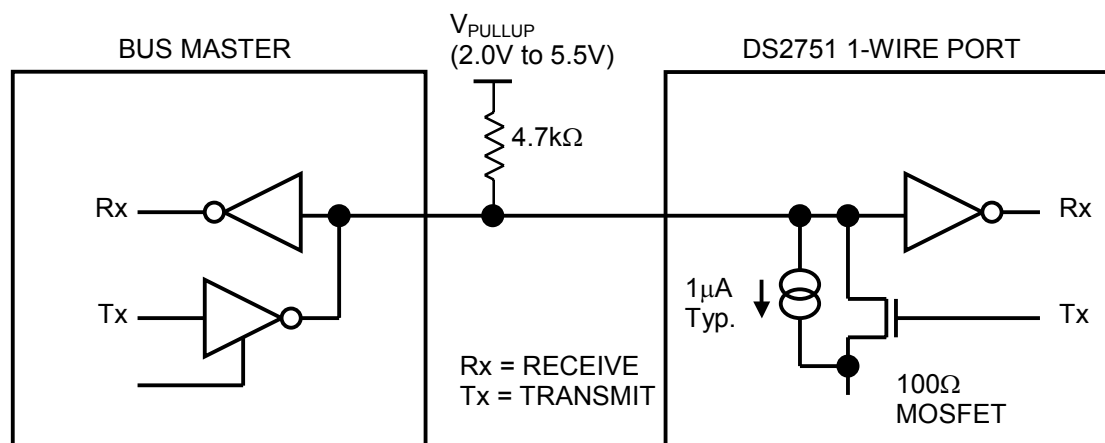 BUS MASTER
V_PULLUP
(2.0V to 5.5V)
DS2751 1-WIRE PORT
4.7kΩ
Rx
Rx
Tx
1μA
Typ.
Tx
Rx = RECEIVE
Tx = TRANSMIT
100Ω
MOSFET